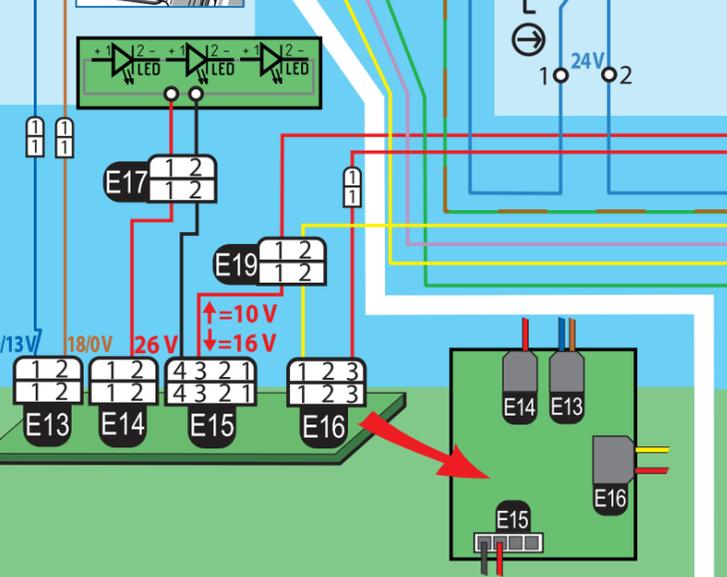 + 1 2 - + 1 2 - + 1 2 -
LED LED LED
24V
1 2
1 1
1 1
E17 1 2
1 2
1
1
E19 1 2
1 2
↑=10 V
↓=16 V
/13V 18/0V 26 V
1 2 1 2 4 3 2 1 1 2 3
1 2 1 2 4 3 2 1 1 2 3
E13 E14 E15 E16
E14 E13
E16
E15